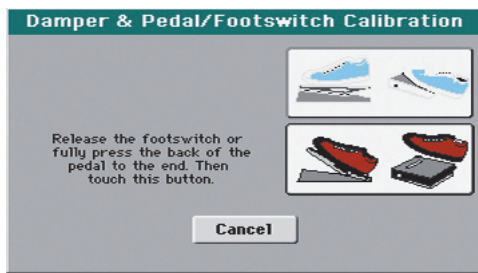 Damper & Pedal/Footswitch Calibration
Release the footswitch or
fully press the back of the
pedal to the end. Then
touch this button.
Cancel